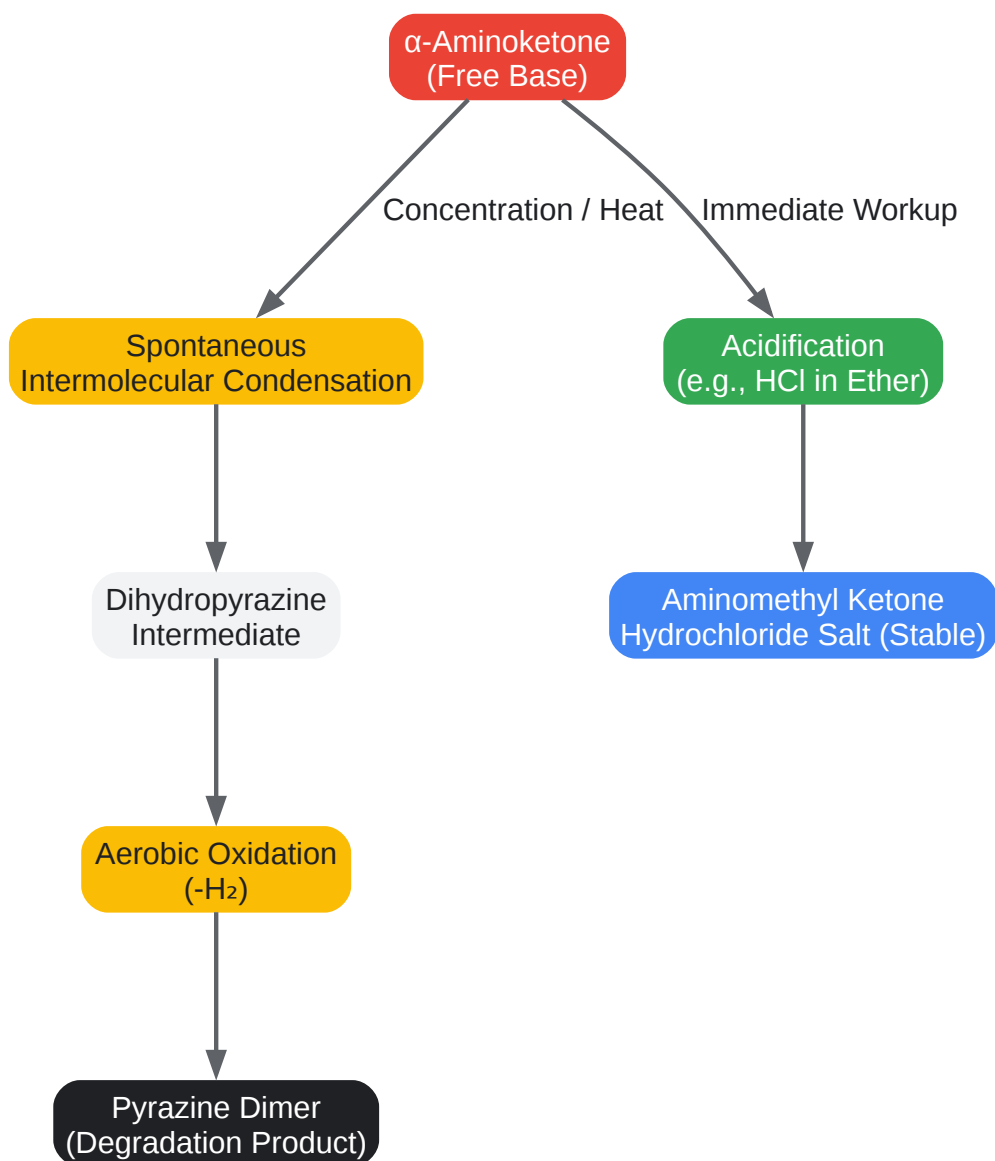 α-Aminoketone
(Free Base)
Concentration / Heat
Immediate Workup
Spontaneous
Intermolecular Condensation
Acidification
(e.g., HCl in Ether)
Dihydropyrazine
Intermediate
Aminomethyl Ketone
Hydrochloride Salt (Stable)
Aerobic Oxidation
(-H₂)
Pyrazine Dimer
(Degradation Product)